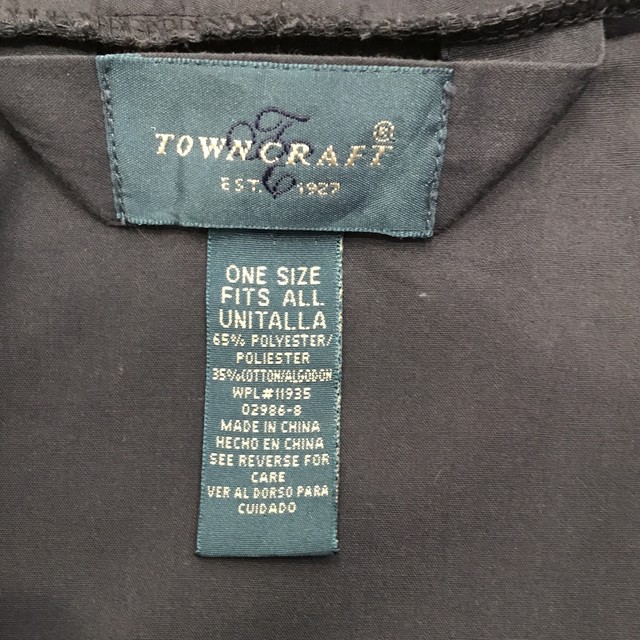 TC
TOWNCRAFT®
EST. 1927
ONE SIZE
FITS ALL
UNITALLA
65% POLYESTER/
POLIESTER
35%COTTON/ALGODON
WPL#11935
02986-8
MADE IN CHINA
HECHO EN CHINA
SEE REVERSE FOR
CARE
VER AL DORSO PARA
CUIDADO